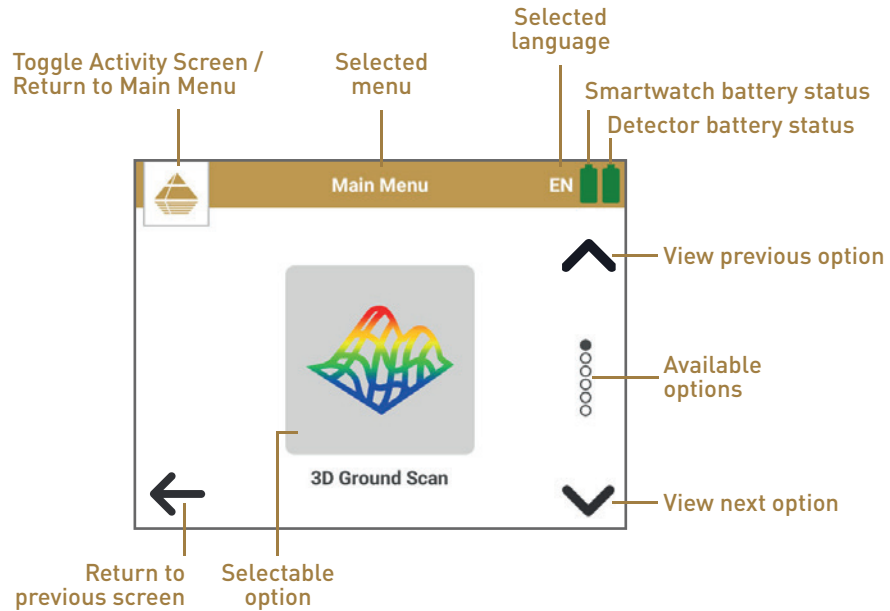 Selected
language
Toggle Activity Screen /
Return to Main Menu
Selected
menu
Smartwatch battery status
Detector battery status
Main Menu
EN
View previous option
Available
options
3D Ground Scan
View next option
Return to
previous screen
Selectable
option